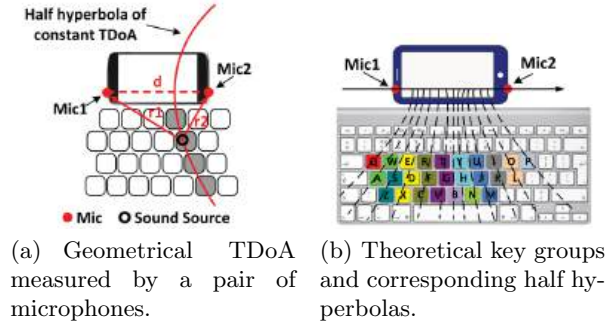 Half hyperbola of
constant TDoA
d
Mic2
Mic1
r1
r2
Mic
Sound Source
(a) Geometrical TDoA
measured by a pair of
microphones.
Mic1
Mic2
Q W E R T Y U I O P
A S D F G H J K L
Z X C V B N M
(b) Theoretical key groups
and corresponding half hy-
perbolas.